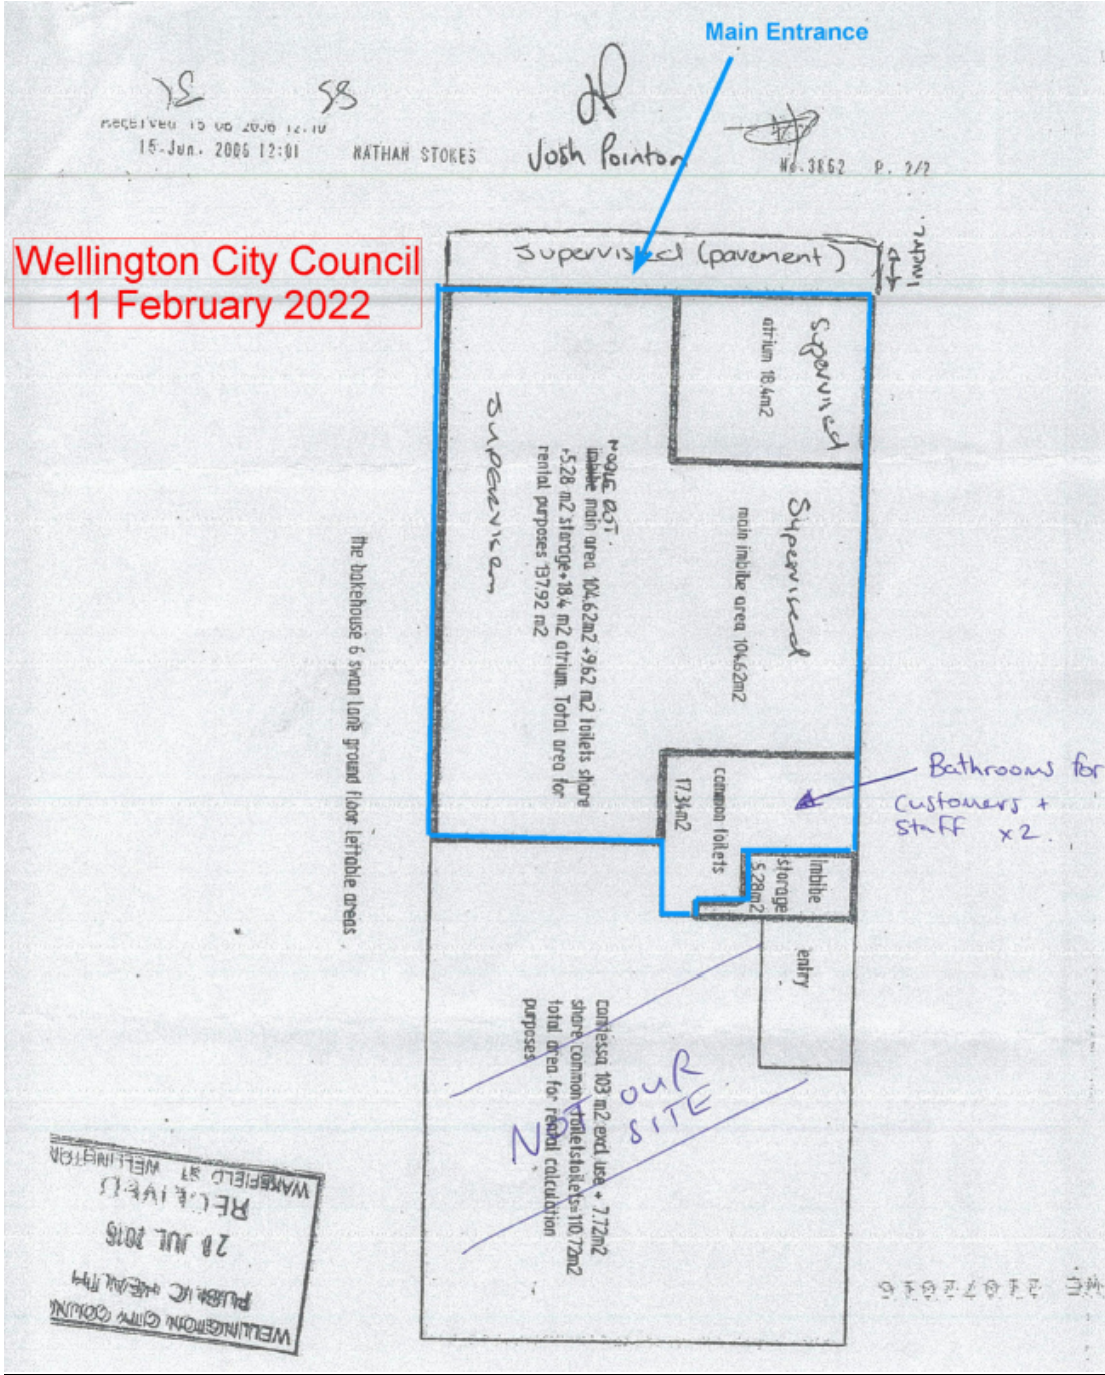 Main Entrance
Received 15 06 2006 12:10
15-Jun. 2006 12:01 NATHAN STOKES
Josh Pointon
No.3862 P. 2/2
Wellington City Council
11 February 2022
Supervised (pavement)
1metre.
Supervised
atrium 18.4m2
Supervised
main imbibe area 104.62m2
Supervised
imbibe main area 104.62m2 +9.62 m2 toilets share
+5.28 m2 storage+18.4 m2 atrium. Total area for
rental purposes 137.92 m2
the bakehouse 6 swan lane ground floor lettable areas
common toilets
17.34m2
Bathrooms for
customers +
staff x2.
Imbibe
storage
5.28m2
entry
contessa 103 m2 excl. use + 7.72m2
share common toiletstoilets=110.72m2
total area for rental calculation
purposes
NOT OUR
SITE
WELLINGTON CITY COUN
PUBLIC HEALTH
28 JUL 2016
RECEIVED
WAKEFIELD ST WELLINGTON